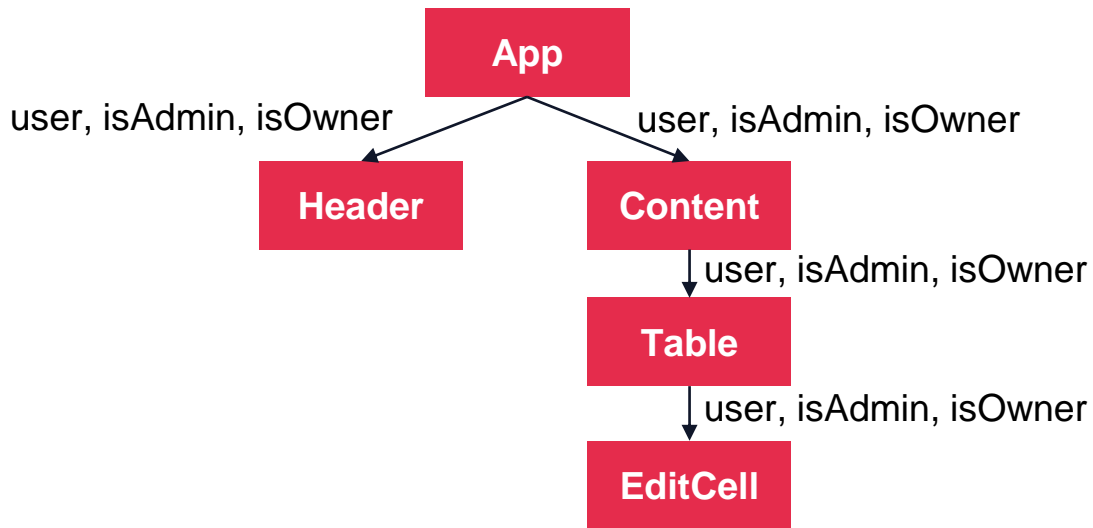 App
user, isAdmin, isOwner
user, isAdmin, isOwner
Header
Content
user, isAdmin, isOwner
Table
user, isAdmin, isOwner
EditCell